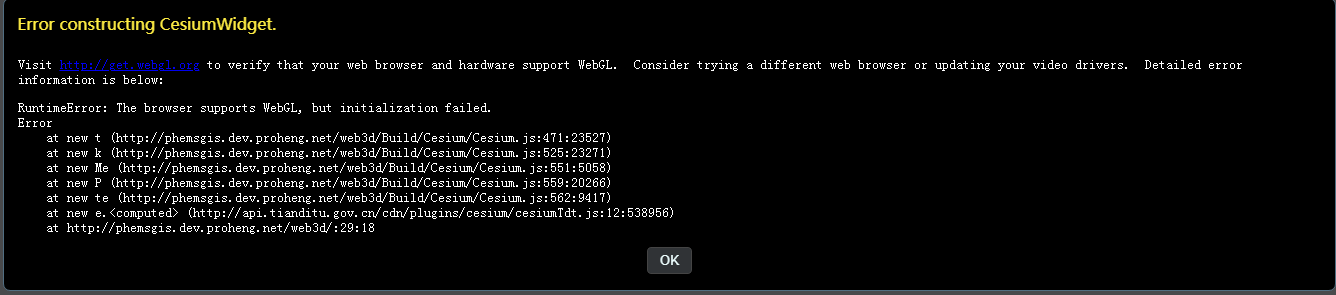 Error constructing CesiumWidget.
Visit http://get.webgl.org to verify that your web browser and hardware support WebGL.  Consider trying a different web browser or updating your video drivers.  Detailed error
information is below:
RuntimeError: The browser supports WebGL, but initialization failed.
Error
at new t (http://phemsgis.dev.proheng.net/web3d/Build/Cesium/Cesium.js:471:23527)
at new k (http://phemsgis.dev.proheng.net/web3d/Build/Cesium/Cesium.js:525:23271)
at new Me (http://phemsgis.dev.proheng.net/web3d/Build/Cesium/Cesium.js:551:5058)
at new P (http://phemsgis.dev.proheng.net/web3d/Build/Cesium/Cesium.js:559:20266)
at new te (http://phemsgis.dev.proheng.net/web3d/Build/Cesium/Cesium.js:562:9417)
at new e.<computed> (http://api.tianditu.gov.cn/cdn/plugins/cesium/cesiumTdt.js:12:538956)
at http://phemsgis.dev.proheng.net/web3d/:29:18
OK